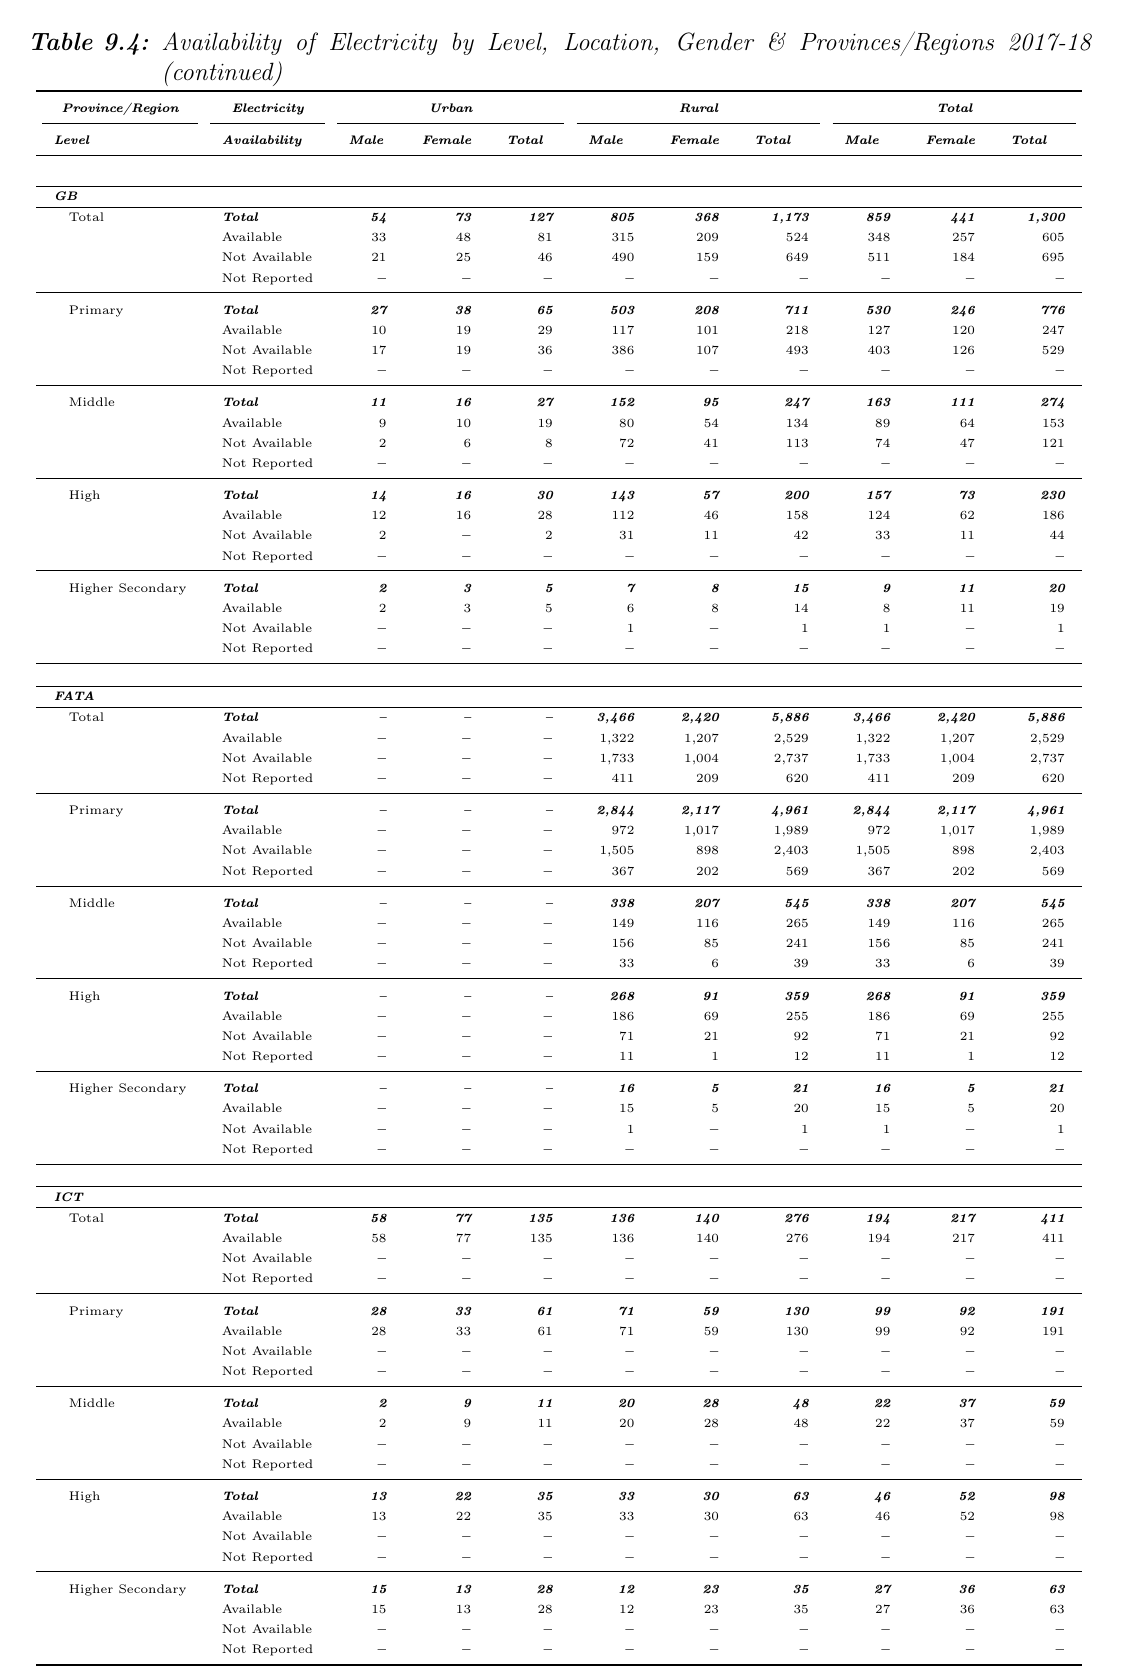 Table 9.4: Availability of Electricity by Level, Location, Gender & Provinces/Regions 2017-18
(continued)
Province/Region Electricity Urban Rural Total
Level Availability Male Female Total Male Female Total Male Female Total
GB
Total Total 54 73 127 805 368 1,173 859 441 1,300
Available 33 48 81 315 209 524 348 257 605
Not Available 21 25 46 490 159 649 511 184 695
Not Reported – – – – – – – – –
Primary Total 27 38 65 503 208 711 530 246 776
Available 10 19 29 117 101 218 127 120 247
Not Available 17 19 36 386 107 493 403 126 529
Not Reported – – – – – – – – –
Middle Total 11 16 27 152 95 247 163 111 274
Available 9 10 19 80 54 134 89 64 153
Not Available 2 6 8 72 41 113 74 47 121
Not Reported – – – – – – – – –
High Total 14 16 30 143 57 200 157 73 230
Available 12 16 28 112 46 158 124 62 186
Not Available 2 – 2 31 11 42 33 11 44
Not Reported – – – – – – – – –
Higher Secondary Total 2 3 5 7 8 15 9 11 20
Available 2 3 5 6 8 14 8 11 19
Not Available – – – 1 – 1 1 – 1
Not Reported – – – – – – – – –
FATA
Total Total – – – 3,466 2,420 5,886 3,466 2,420 5,886
Available – – – 1,322 1,207 2,529 1,322 1,207 2,529
Not Available – – – 1,733 1,004 2,737 1,733 1,004 2,737
Not Reported – – – 411 209 620 411 209 620
Primary Total – – – 2,844 2,117 4,961 2,844 2,117 4,961
Available – – – 972 1,017 1,989 972 1,017 1,989
Not Available – – – 1,505 898 2,403 1,505 898 2,403
Not Reported – – – 367 202 569 367 202 569
Middle Total – – – 338 207 545 338 207 545
Available – – – 149 116 265 149 116 265
Not Available – – – 156 85 241 156 85 241
Not Reported – – – 33 6 39 33 6 39
High Total – – – 268 91 359 268 91 359
Available – – – 186 69 255 186 69 255
Not Available – – – 71 21 92 71 21 92
Not Reported – – – 11 1 12 11 1 12
Higher Secondary Total – – – 16 5 21 16 5 21
Available – – – 15 5 20 15 5 20
Not Available – – – 1 – 1 1 – 1
Not Reported – – – – – – – – –
ICT
Total Total 58 77 135 136 140 276 194 217 411
Available 58 77 135 136 140 276 194 217 411
Not Available – – – – – – – – –
Not Reported – – – – – – – – –
Primary Total 28 33 61 71 59 130 99 92 191
Available 28 33 61 71 59 130 99 92 191
Not Available – – – – – – – – –
Not Reported – – – – – – – – –
Middle Total 2 9 11 20 28 48 22 37 59
Available 2 9 11 20 28 48 22 37 59
Not Available – – – – – – – – –
Not Reported – – – – – – – – –
High Total 13 22 35 33 30 63 46 52 98
Available 13 22 35 33 30 63 46 52 98
Not Available – – – – – – – – –
Not Reported – – – – – – – – –
Higher Secondary Total 15 13 28 12 23 35 27 36 63
Available 15 13 28 12 23 35 27 36 63
Not Available – – – – – – – – –
Not Reported – – – – – – – – –